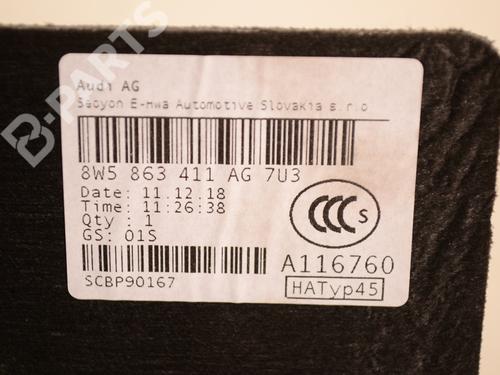 B-PARTS
Audi AG
Seoyon E-Hwa Automotive Slovakia s.r.o
8W5 863 411 AG 7U3
Date: 11.12.18
Time: 11:26:38
Qty : 1
GS: 01S
CCC S
A116760
SCBP90167
HATyp45